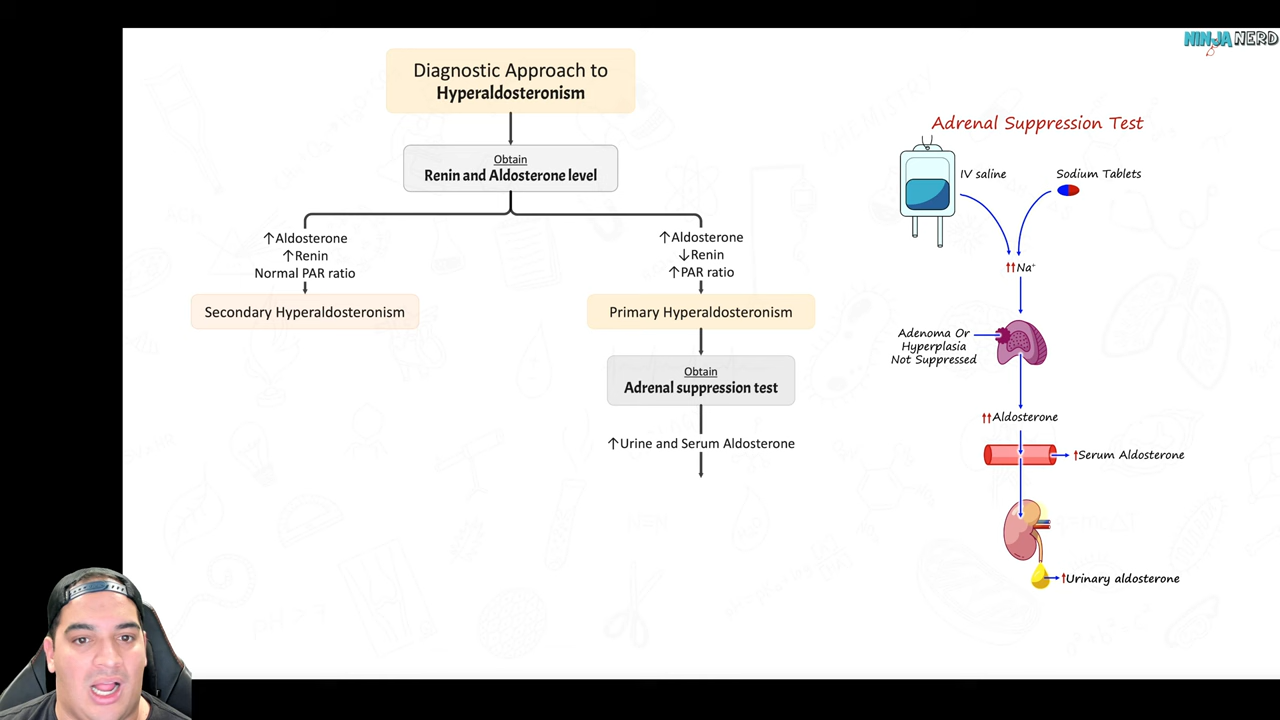 NINJA NERD
Diagnostic Approach to
Hyperaldosteronism
Obtain
Renin and Aldosterone level
↑Aldosterone
↑Renin
Normal PAR ratio
Secondary Hyperaldosteronism
↑Aldosterone
↓Renin
↑PAR ratio
Primary Hyperaldosteronism
Obtain
Adrenal suppression test
↑Urine and Serum Aldosterone
Adrenal Suppression Test
IV saline
Sodium Tablets
↑↑Na⁺
Adenoma Or
Hyperplasia
Not Suppressed
↑↑Aldosterone
↑Serum Aldosterone
↑Urinary aldosterone